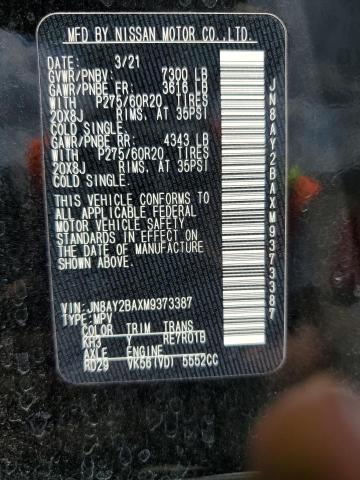 MFD BY NISSAN MOTOR CO.,LTD.
DATE: 3/21
GVWR/PNBV: 7300 LB
GAWR/PNBE FR: 3616 LB
WITH P275/60R20 TIRES
20X8J RIMS. AT 35PSI
COLD SINGLE.
GAWR/PNBE RR: 4343 LB
WITH P275/60R20 TIRES
20X8J RIMS. AT 35PSI
COLD SINGLE.
THIS VEHICLE CONFORMS TO
ALL APPLICABLE FEDERAL
MOTOR VEHICLE SAFETY
STANDARDS IN EFFECT ON
THE DATE OF MANUFACTURE
SHOWN ABOVE.
VIN: JN8AY2BAXM9373387
TYPE: MPV
COLOR TRIM TRANS
KH3 Y RE7R01B
AXLE ENGINE
RD29 VK56(VD) 5552CC
JN8AY2BAXM9373387